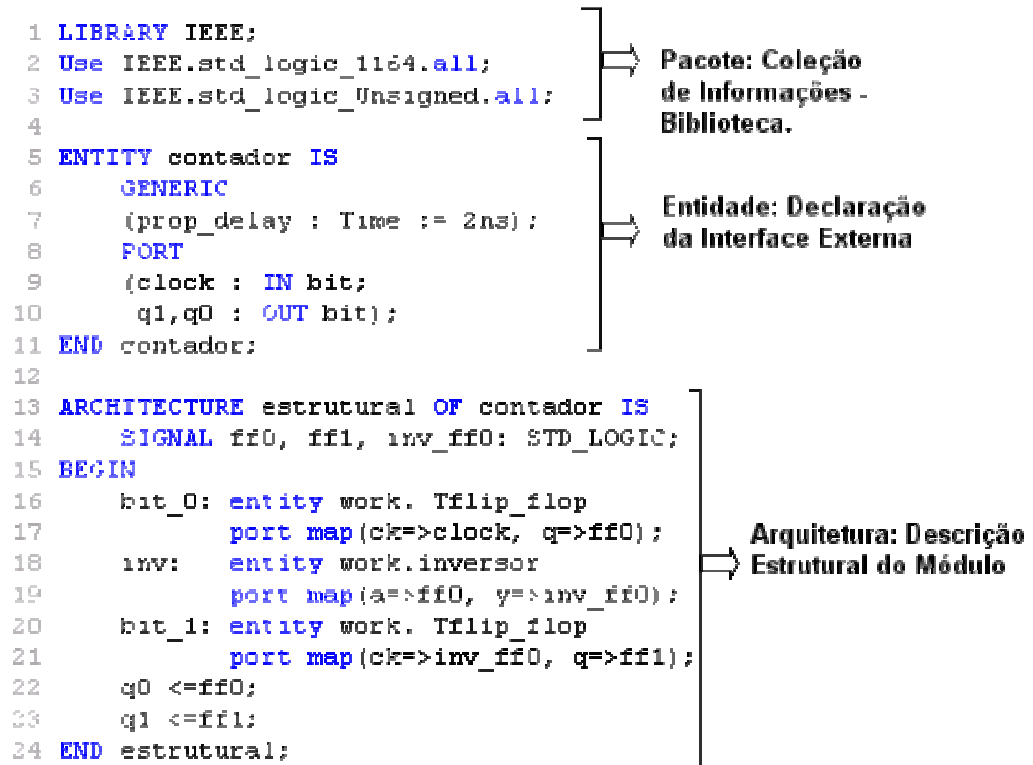 1 LIBRARY IEEE;
2 Use IEEE.std_logic_1164.all;
3 Use IEEE.std_logic_Unsigned.all;
4
5 ENTITY contador IS
6 GENERIC
7 (prop_delay : Time := 2ns);
8 PORT
9 (clock : IN bit;
10 q1,q0 : OUT bit);
11 END contador;
12
13 ARCHITECTURE estrutural OF contador IS
14 SIGNAL ff0, ff1, inv_ff0: STD_LOGIC;
15 BEGIN
16 bit_0: entity work. Tflip_flop
17 port map(ck=>clock, q=>ff0);
18 inv: entity work.inversor
19 port map(a=>ff0, y=>inv_ff0);
20 bit_1: entity work. Tflip_flop
21 port map(ck=>inv_ff0, q=>ff1);
22 q0 <=ff0;
23 q1 <=ff1;
24 END estrutural;
Pacote: Coleção
de Informações -
Biblioteca.
Entidade: Declaração
da Interface Externa
Arquitetura: Descrição
Estrutural do Módulo